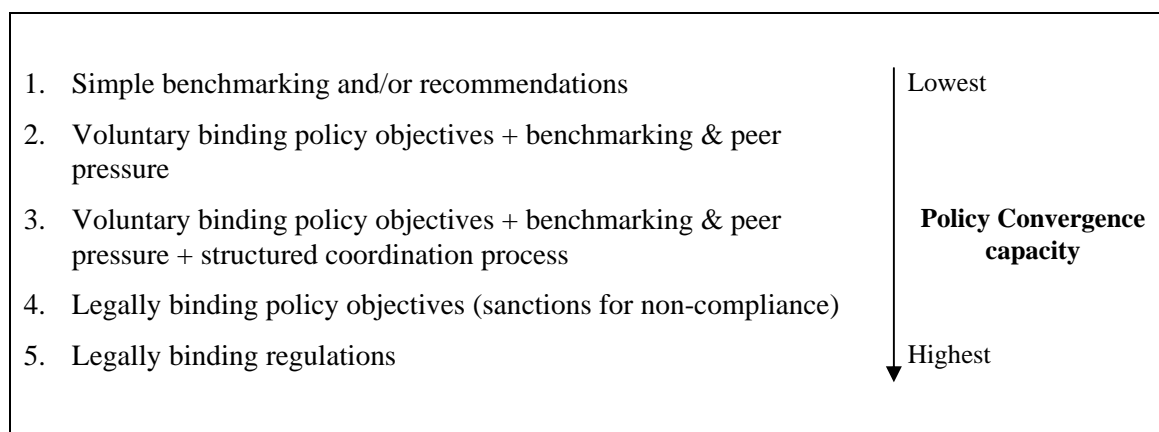 1. Simple benchmarking and/or recommendations
Lowest
2. Voluntary binding policy objectives + benchmarking & peer
pressure
3. Voluntary binding policy objectives + benchmarking & peer
pressure + structured coordination process
Policy Convergence
capacity
4. Legally binding policy objectives (sanctions for non-compliance)
5. Legally binding regulations
Highest